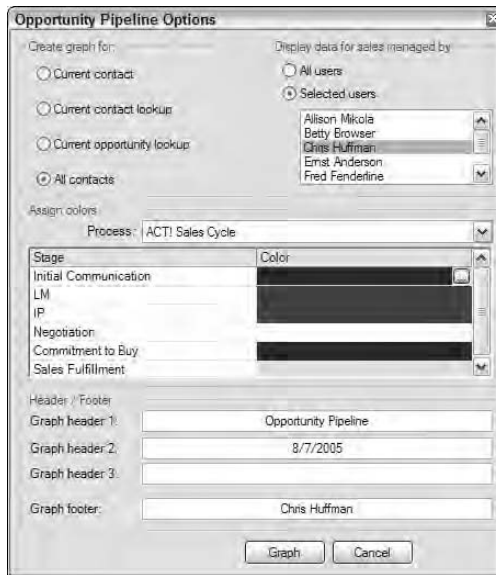 Opportunity Pipeline Options
Create graph for:
Current contact
Current contact lookup
Current opportunity lookup
All contacts
Display data for sales managed by
All users
Selected users
Allison Mikola
Betty Browser
Chris Huffman
Ernst Anderson
Fred Fenderline
Assign colors
Process: ACT! Sales Cycle
Stage Color
Initial Communication
LM
IP
Negotiation
Commitment to Buy
Sales Fulfillment
Header / Footer
Graph header 1: Opportunity Pipeline
Graph header 2: 8/7/2005
Graph header 3:
Graph footer: Chris Huffman
Graph Cancel